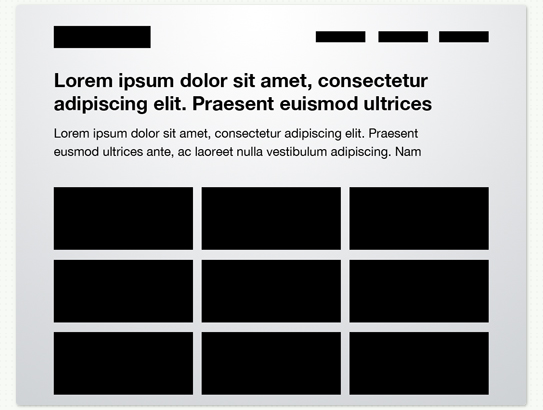 Lorem ipsum dolor sit amet, consectetur
adipiscing elit. Praesent euismod ultrices
Lorem ipsum dolor sit amet, consectetur adipiscing elit. Praesent
eusmod ultrices ante, ac laoreet nulla vestibulum adipiscing. Nam